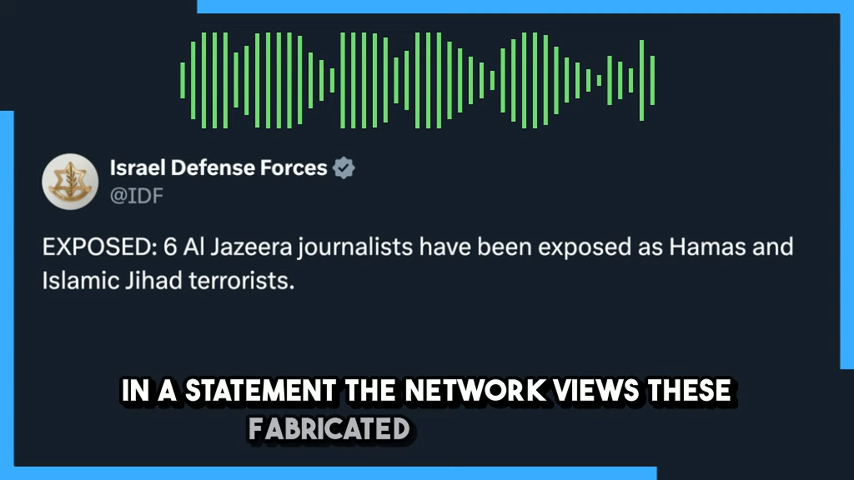 Israel Defense Forces
@IDF
EXPOSED: 6 Al Jazeera journalists have been exposed as Hamas and
Islamic Jihad terrorists.
IN A STATEMENT THE NETWORK VIEWS THESE
FABRICATED